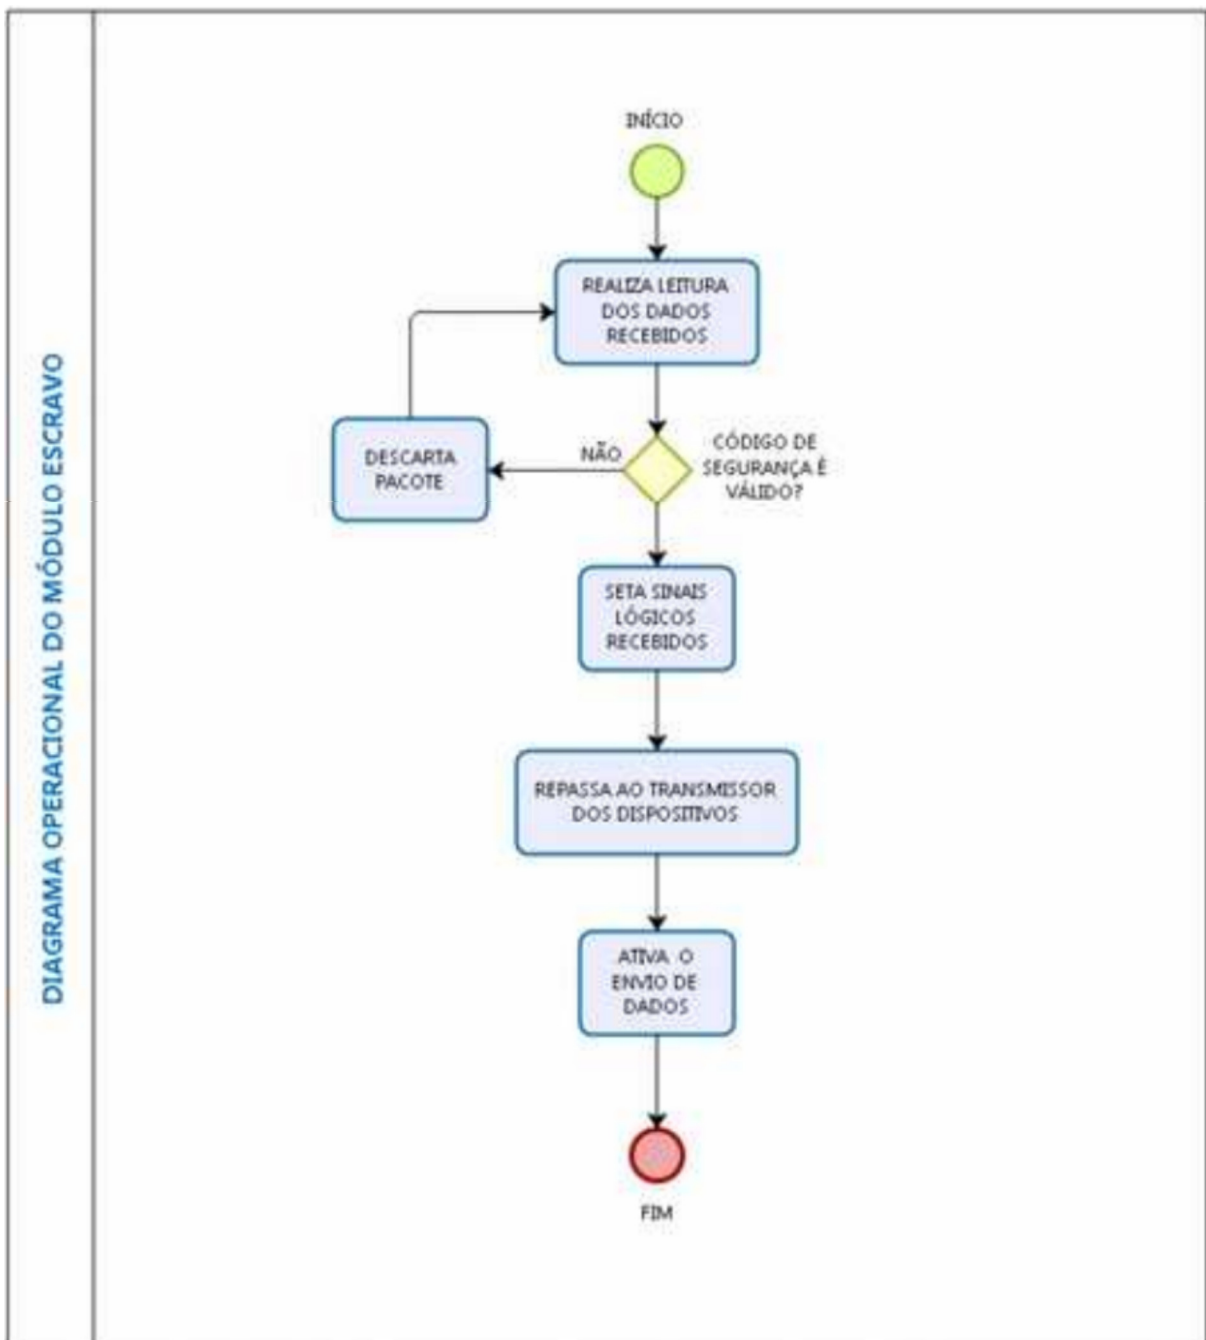 DIAGRAMA OPERACIONAL DO MÓDULO ESCRAVO
INÍCIO
REALIZA LEITURA
DOS DADOS
RECEBIDOS
DESCARTA
PACOTE
NÃO
CÓDIGO DE
SEGURANÇA É
VÁLIDO?
SETA SINAIS
LÓGICOS
RECEBIDOS
REPASSA AO TRANSMISSOR
DOS DISPOSITIVOS
ATIVA O
ENVIO DE
DADOS
FIM